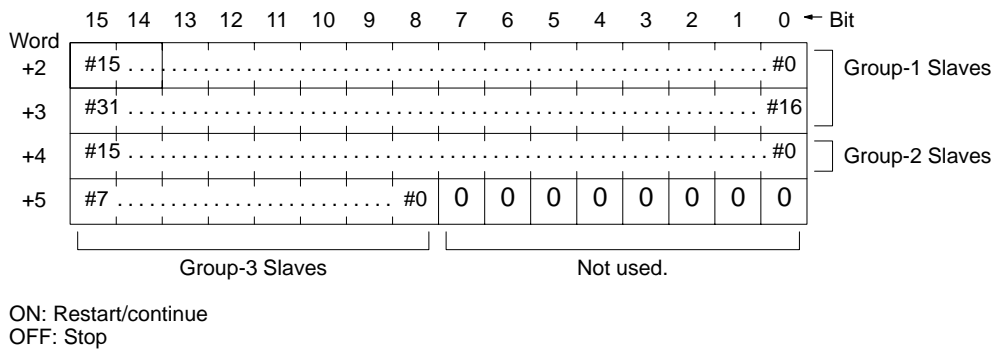 15 14 13 12 11 10 9 8 7 6 5 4 3 2 1 0 ← Bit
Word
+2 #15 . . . . . . . . . . . . . . . . . . . . . . . . . . . . . . #0 Group-1 Slaves
+3 #31 . . . . . . . . . . . . . . . . . . . . . . . . . . . . . . #16
+4 #15 . . . . . . . . . . . . . . . . . . . . . . . . . . . . . . #0 Group-2 Slaves
+5 #7 . . . . . . . . . . . . . . . #0 0 0 0 0 0 0 0 0
Group-3 Slaves Not used.
ON: Restart/continue
OFF: Stop